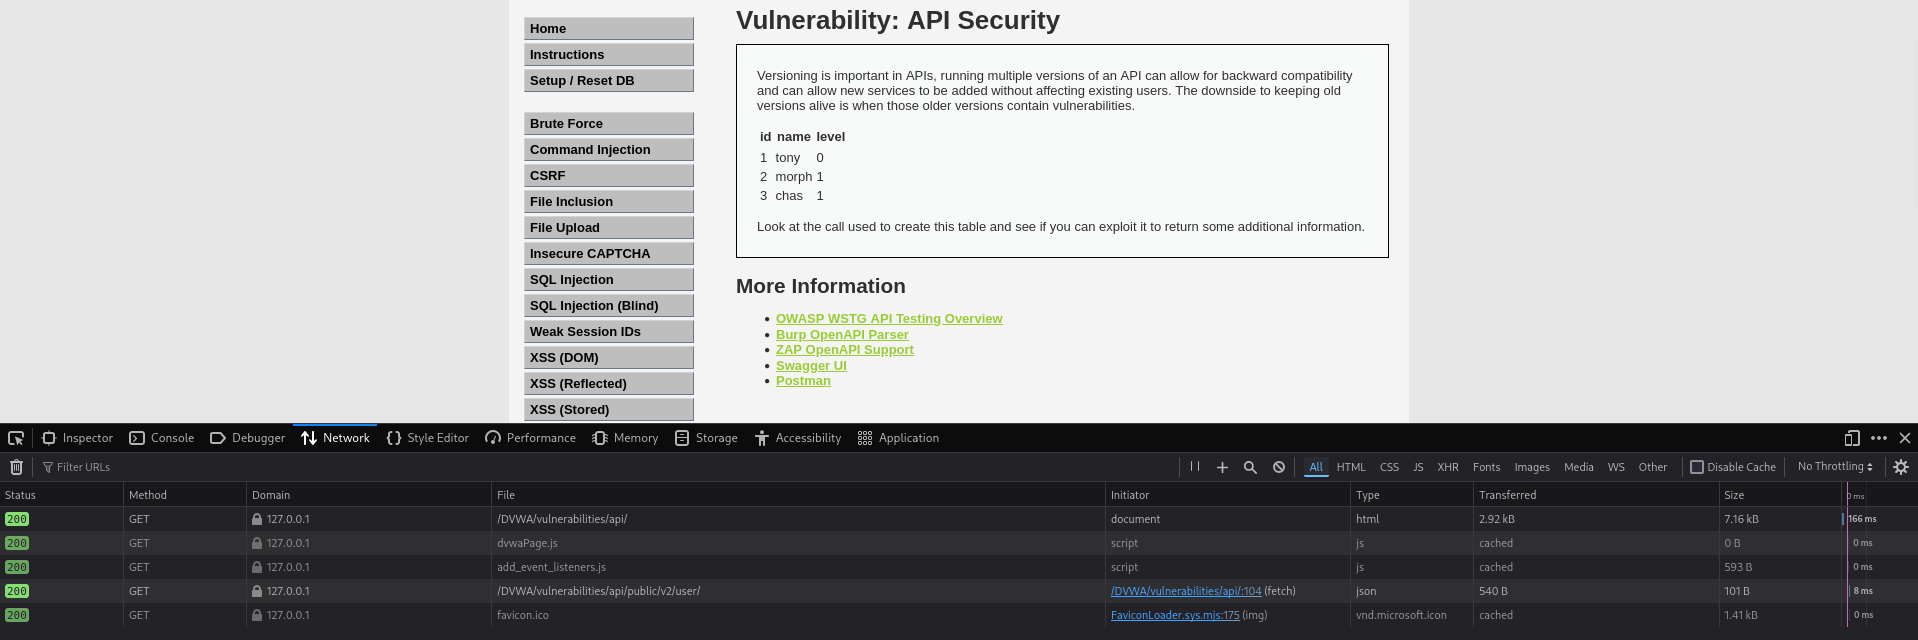 Home
Instructions
Setup / Reset DB
Brute Force
Command Injection
CSRF
File Inclusion
File Upload
Insecure CAPTCHA
SQL Injection
SQL Injection (Blind)
Weak Session IDs
XSS (DOM)
XSS (Reflected)
XSS (Stored)
Vulnerability: API Security
Versioning is important in APIs, running multiple versions of an API can allow for backward compatibility
and can allow new services to be added without affecting existing users. The downside to keeping old
versions alive is when those older versions contain vulnerabilities.
id name level
1 tony 0
2 morph 1
3 chas 1
Look at the call used to create this table and see if you can exploit it to return some additional information.
More Information
• OWASP WSTG API Testing Overview
• Burp OpenAPI Parser
• ZAP OpenAPI Support
• Swagger UI
• Postman
Inspector Console Debugger Network Style Editor Performance Memory Storage Accessibility Application
Filter URLs All HTML CSS JS XHR Fonts Images Media WS Other Disable Cache No Throttling
Status Method Domain File Initiator Type Transferred Size 0 ms
200 GET 127.0.0.1 /DVWA/vulnerabilities/api/ document html 2.92 kB 7.16 kB 166 ms
200 GET 127.0.0.1 dvwaPage.js script js cached 0 B 0 ms
200 GET 127.0.0.1 add_event_listeners.js script js cached 593 B 0 ms
200 GET 127.0.0.1 /DVWA/vulnerabilities/api/public/v2/user/ /DVWA/vulnerabilities/api/:104 (fetch) json 540 B 101 B 8 ms
200 GET 127.0.0.1 favicon.ico FaviconLoader.sys.mjs:175 (img) vnd.microsoft.icon cached 1.41 kB 0 ms